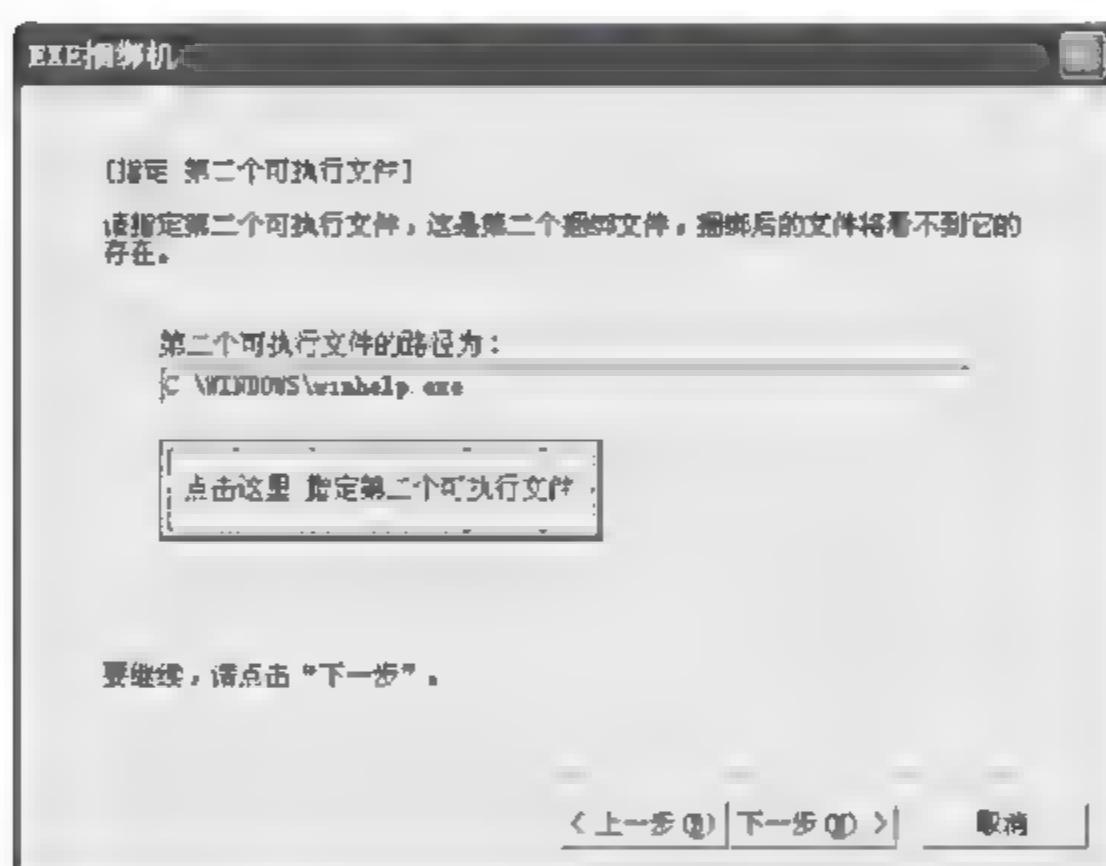 EXE捆绑机
[指定 第二个可执行文件]
请指定第二个可执行文件，这是第二个捆绑文件，捆绑后的文件将看不到它的
存在。
第二个可执行文件的路径为：
C \WINDOWS\winhelp.exe
点击这里 指定第二个可执行文件
要继续，请点击“下一步”。
<上一步(B) 下一步(N) > 取消